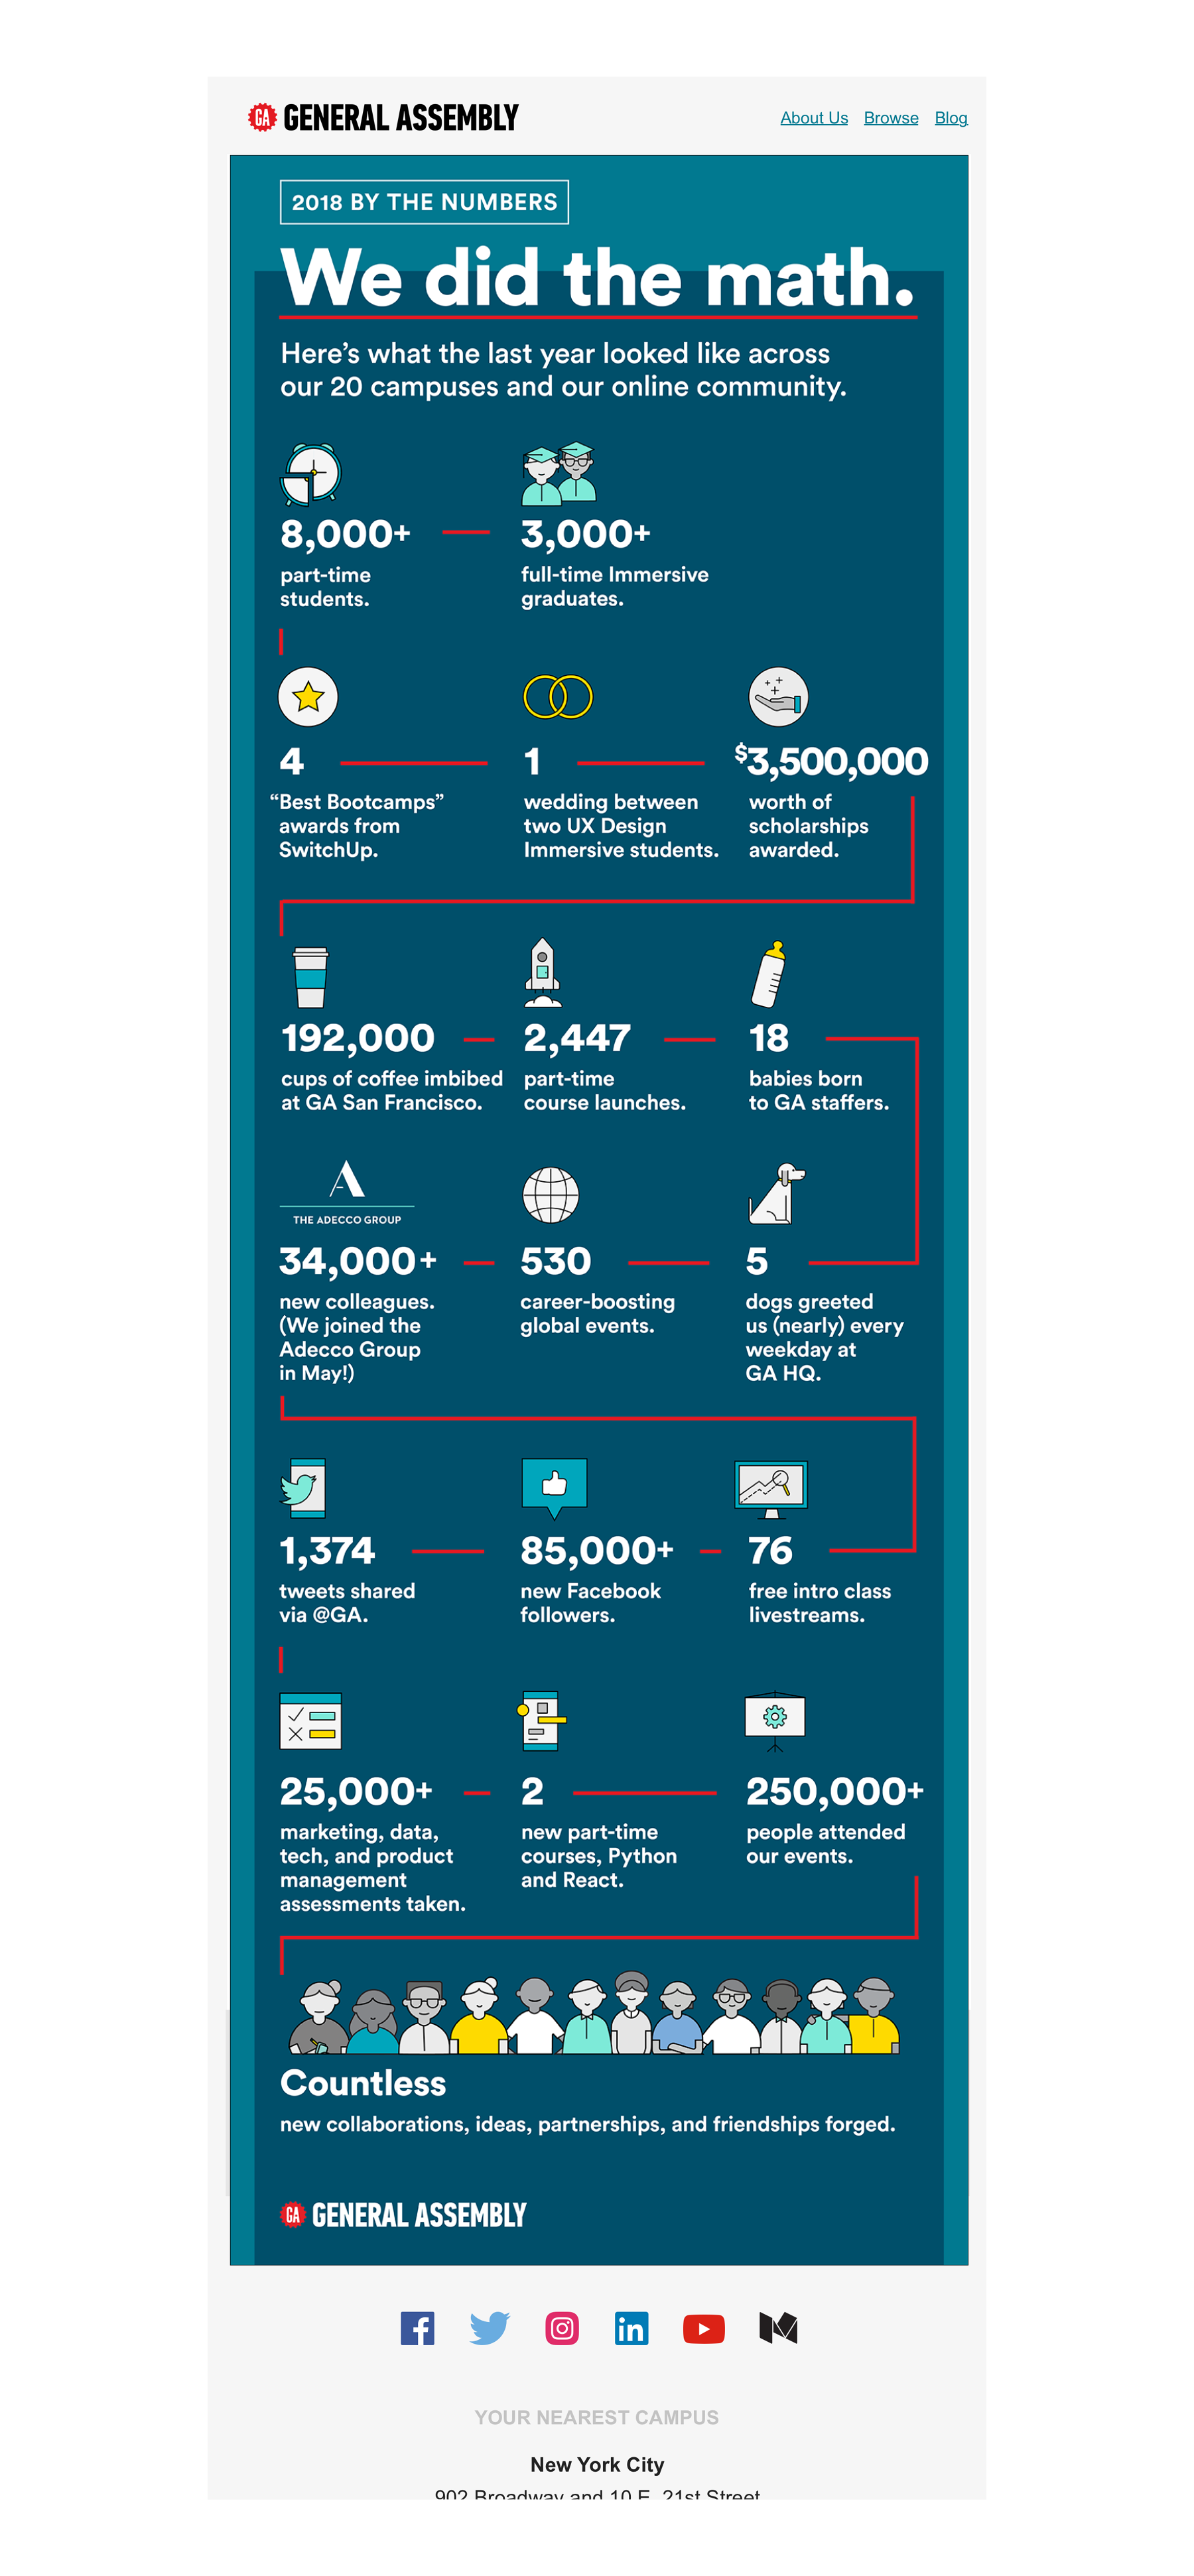 GA GENERAL ASSEMBLY
About Us Browse Blog
2018 BY THE NUMBERS
We did the math.
Here’s what the last year looked like across
our 20 campuses and our online community.
8,000+
part-time
students.
3,000+
full-time Immersive
graduates.
4
“Best Bootcamps”
awards from
SwitchUp.
1
wedding between
two UX Design
Immersive students.
$3,500,000
worth of
scholarships
awarded.
192,000
cups of coffee imbibed
at GA San Francisco.
2,447
part-time
course launches.
18
babies born
to GA staffers.
A
THE ADECCO GROUP
34,000+
new colleagues.
(We joined the
Adecco Group
in May!)
530
career-boosting
global events.
5
dogs greeted
us (nearly) every
weekday at
GA HQ.
1,374
tweets shared
via @GA.
85,000+
new Facebook
followers.
76
free intro class
livestreams.
25,000+
marketing, data,
tech, and product
management
assessments taken.
2
new part-time
courses, Python
and React.
250,000+
people attended
our events.
Countless
new collaborations, ideas, partnerships, and friendships forged.
GA GENERAL ASSEMBLY
YOUR NEAREST CAMPUS
New York City
902 Broadway and 10 E. 21st Street